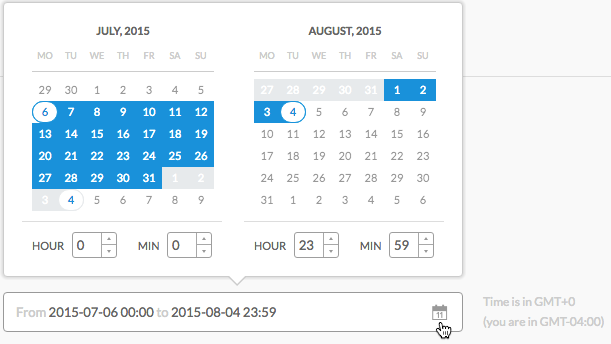 JULY, 2015
MO TU WE TH FR SA SU
29 30 1 2 3 4 5
6 7 8 9 10 11 12
13 14 15 16 17 18 19
20 21 22 23 24 25 26
27 28 29 30 31 1 2
3 4 5 6 7 8 9
HOUR 0 MIN 0
AUGUST, 2015
MO TU WE TH FR SA SU
27 28 29 30 31 1 2
3 4 5 6 7 8 9
10 11 12 13 14 15 16
17 18 19 20 21 22 23
24 25 26 27 28 29 30
31 1 2 3 4 5 6
HOUR 23 MIN 59
From 2015-07-06 00:00 to 2015-08-04 23:59 11
Time is in GMT+0
(you are in GMT-04:00)